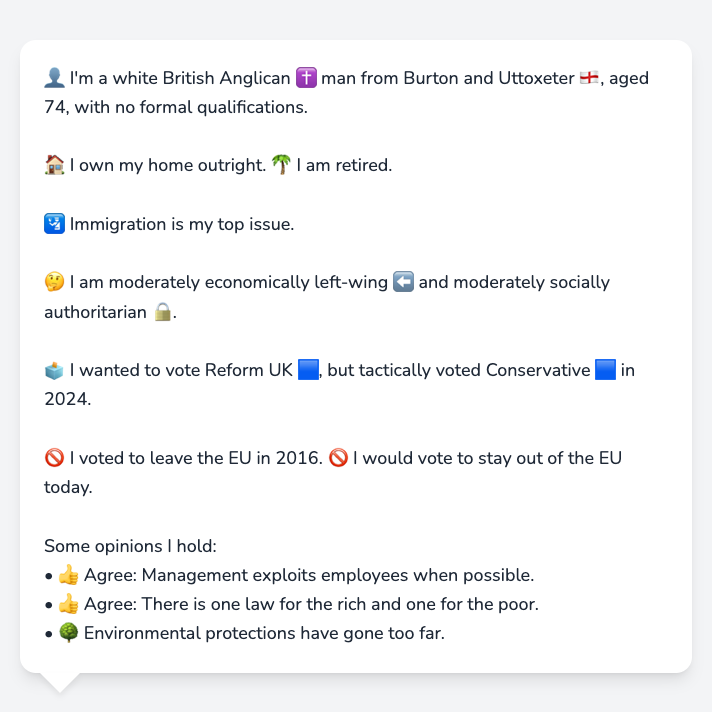 👤 I'm a white British Anglican ✝️ man from Burton and Uttoxeter 🏴󠁧󠁢󠁥󠁮󠁧󠁿, aged
74, with no formal qualifications.
🏠 I own my home outright. 🌴 I am retired.
🛂 Immigration is my top issue.
🤔 I am moderately economically left-wing ⬅️ and moderately socially
authoritarian 🔒.
🗳️ I wanted to vote Reform UK 🟦, but tactically voted Conservative 🟦 in
2024.
🚫 I voted to leave the EU in 2016. 🚫 I would vote to stay out of the EU
today.
Some opinions I hold:
• 👍 Agree: Management exploits employees when possible.
• 👍 Agree: There is one law for the rich and one for the poor.
• 🌳 Environmental protections have gone too far.